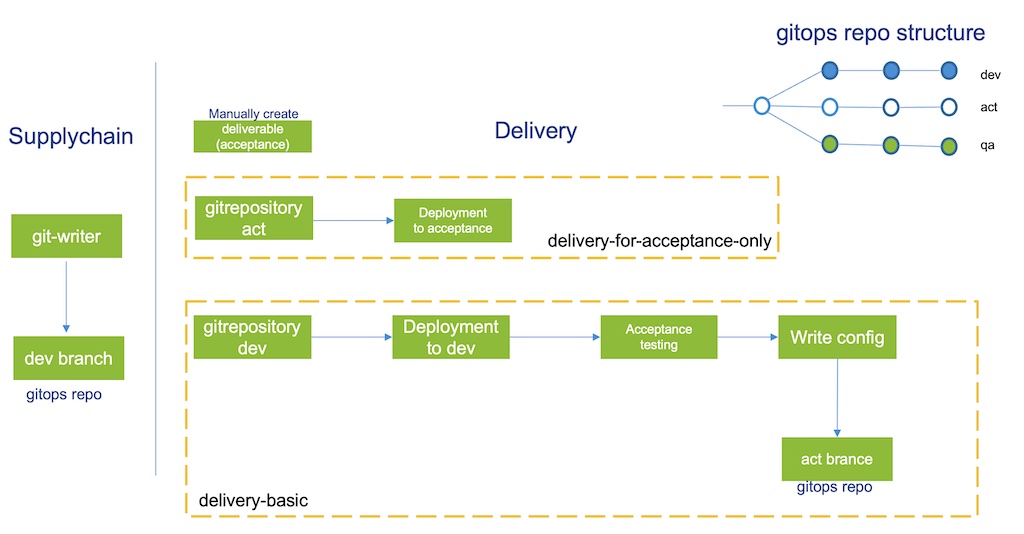 gitops repo structure
dev
act
qa
Supplychain
Manually create
deliverable
(acceptance)
Delivery
gitrepository
act
Deployment
to acceptance
delivery-for-acceptance-only
git-writer
dev branch
gitops repo
gitrepository
dev
Deployment
to dev
Acceptance
testing
Write config
act brance
gitops repo
delivery-basic